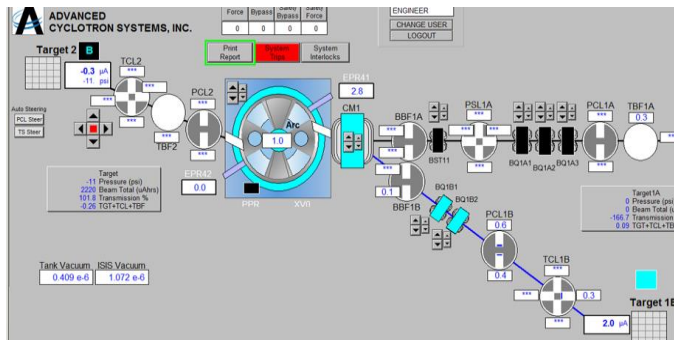 Force Bypass Safety Bypass Safety Force
0 0 0 0
ENGINEER
CHANGE USER
LOGOUT
ADVANCED
CYCLOTRON SYSTEMS, INC.
Print Report
System Trips
System Interlocks
Target 2 B
-0.3 µA
-11. psi
TCL2
***
***
***
***
PCL2
***
***
TBF2
Auto Steering
PCL Steer
TS Steer
EPR41
2.8
CM1
Arc
1.0
EPR42
0.0
PPR XV0
BBF1A
***
***
BST11
PSL1A
***
***
***
***
BQ1A1
BQ1A2
BQ1A3
PCL1A
***
***
TBF1A
0.3
***
Target
-11 Pressure (psi)
2220 Beam Total (uAhrs)
101.8 Transmission %
-0.26 TGT+TCL+TBF
***
0.1
BBF1B
BQ1B1
BQ1B2
PCL1B
0.6
0.4
TCL1B
***
***
0.3
***
Target1A
0 Pressure (psi)
0 Beam Total
-166.7 Transmission
0.09 TGT+TCL+TB
Tank Vacuum
0.409 e-6
ISIS Vacuum
1.072 e-6
Target 1B
2.0 µA